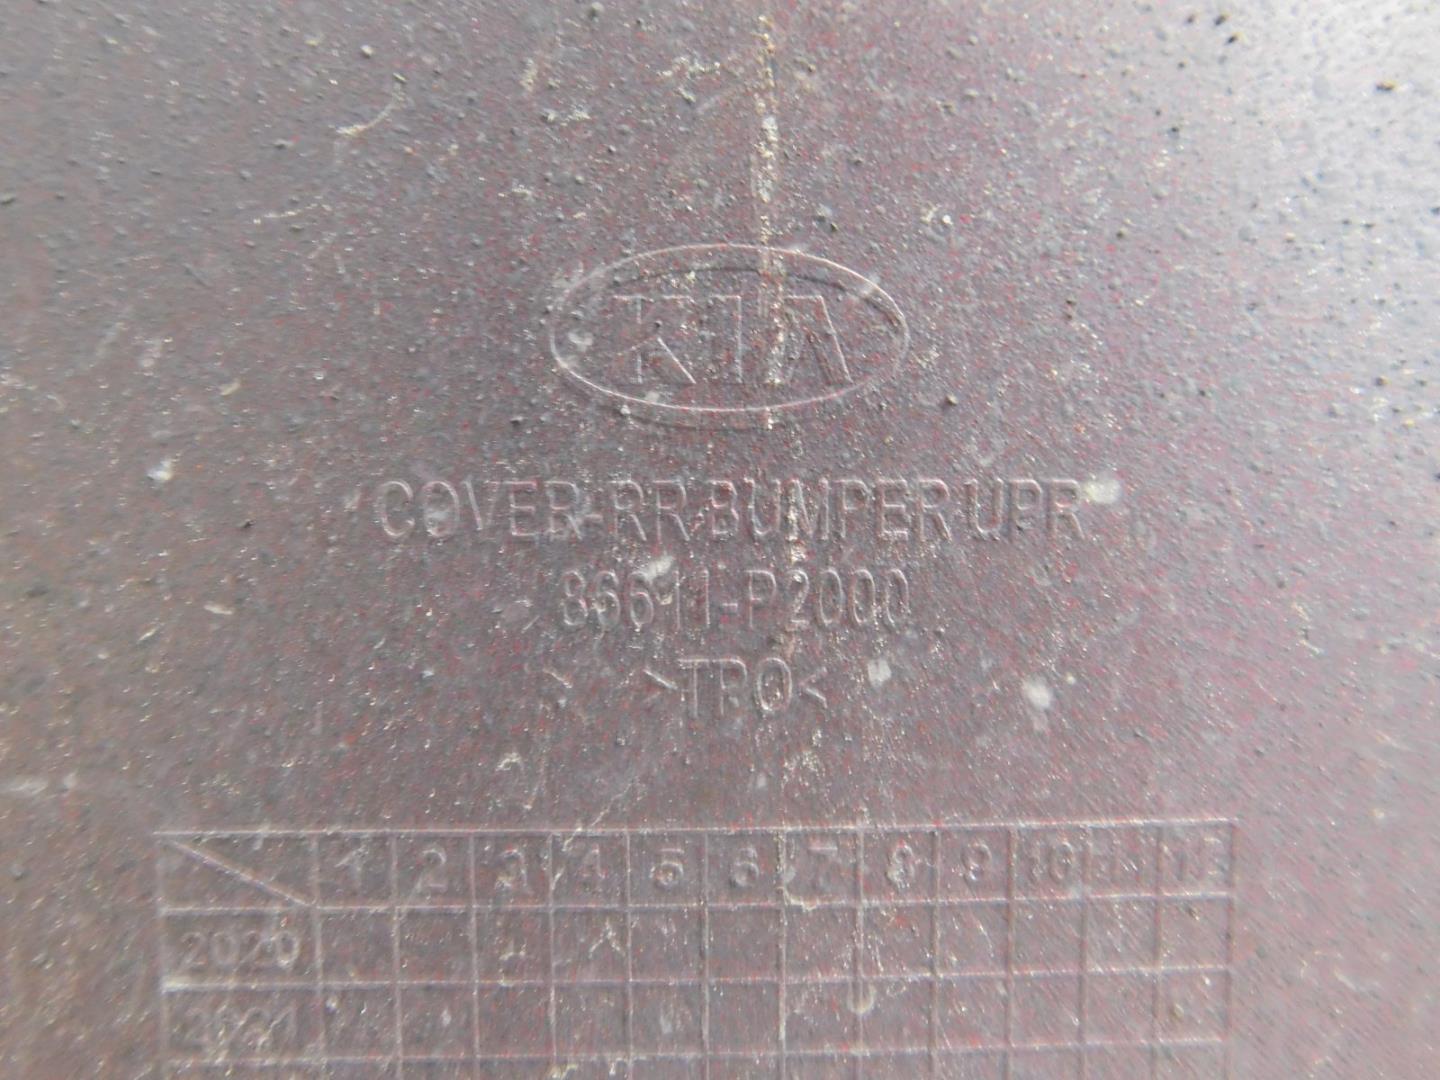 KIA
COVER-RR BUMPER UPR
86611-P2000
>TPO<
1 2 3 4 5 6 7 8 9 10 11 12
2020
2021